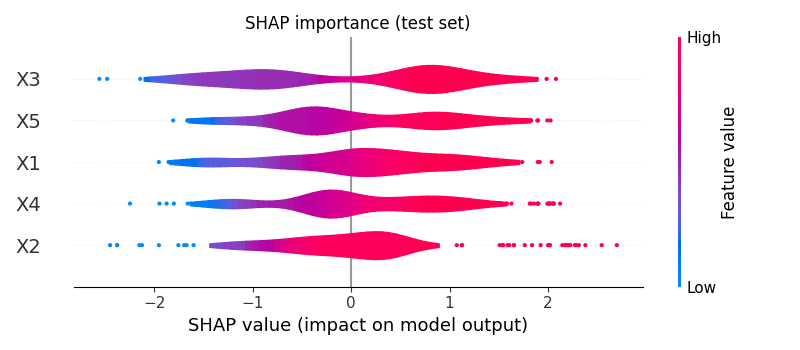 SHAP importance (test set)
High
X3
X5
X1
X4
X2
Feature value
Low
−2
−1
0
1
2
SHAP value (impact on model output)